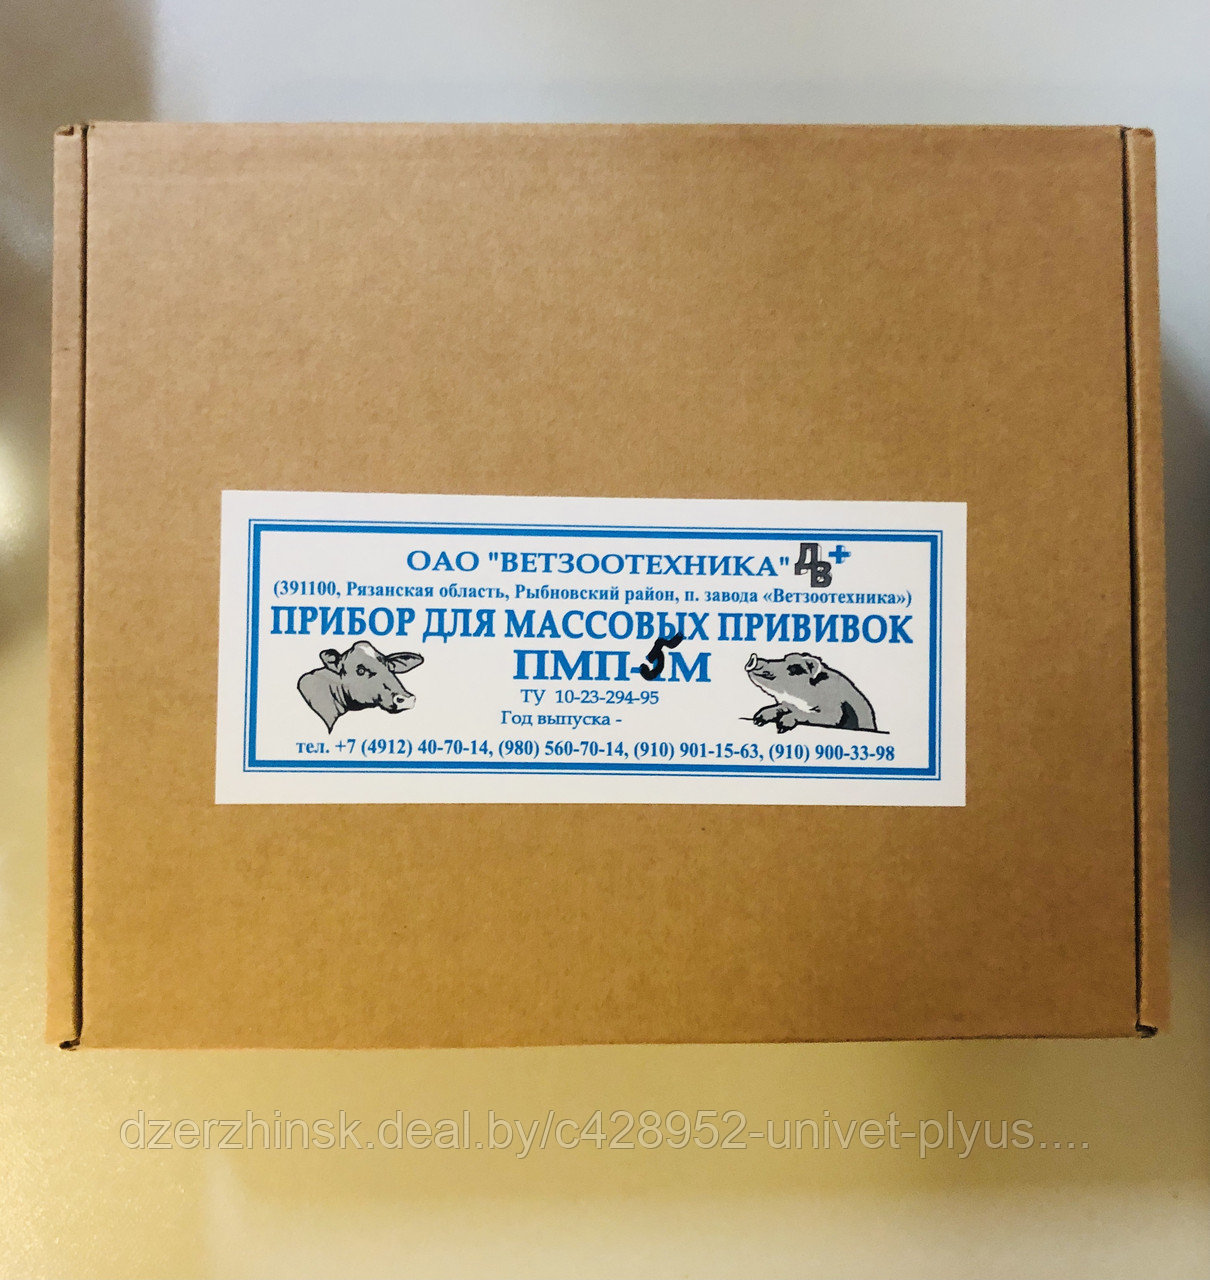 ОАО "ВЕТЗООТЕХНИКА" ДВ+
(391100, Рязанская область, Рыбновский район, п. завода «Ветзоотехника»)
ПРИБОР ДЛЯ МАССОВЫХ ПРИВИВОК
ПМП-5М
ТУ 10-23-294-95
Год выпуска -
тел. +7 (4912) 40-70-14, (980) 560-70-14, (910) 901-15-63, (910) 900-33-98
dzerzhinsk.deal.by/c428952-univet-plyus....